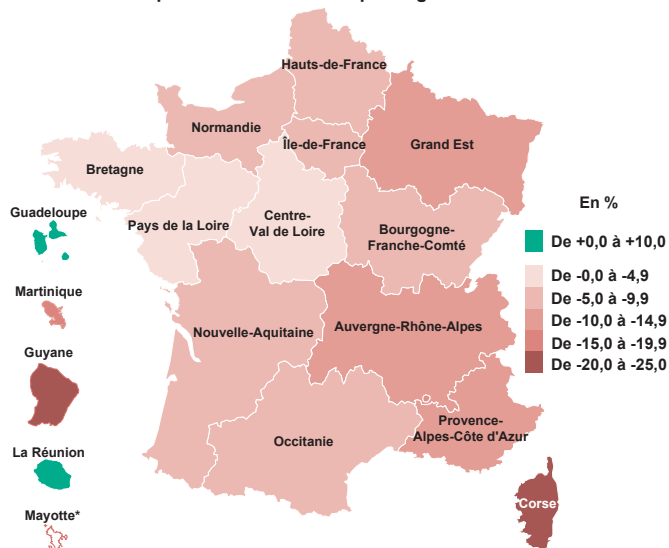 Hauts-de-France
Normandie
Île-de-France
Grand Est
Bretagne
Guadeloupe
Pays de la Loire
Centre-
Val de Loire
Bourgogne-
Franche-Comté
Martinique
Nouvelle-Aquitaine
Auvergne-Rhône-Alpes
Guyane
Occitanie
Provence-
Alpes-Côte d'Azur
La Réunion
Mayotte*
Corse
En %
De +0,0 à +10,0
De -0,0 à -4,9
De -5,0 à -9,9
De -10,0 à -14,9
De -15,0 à -19,9
De -20,0 à -25,0